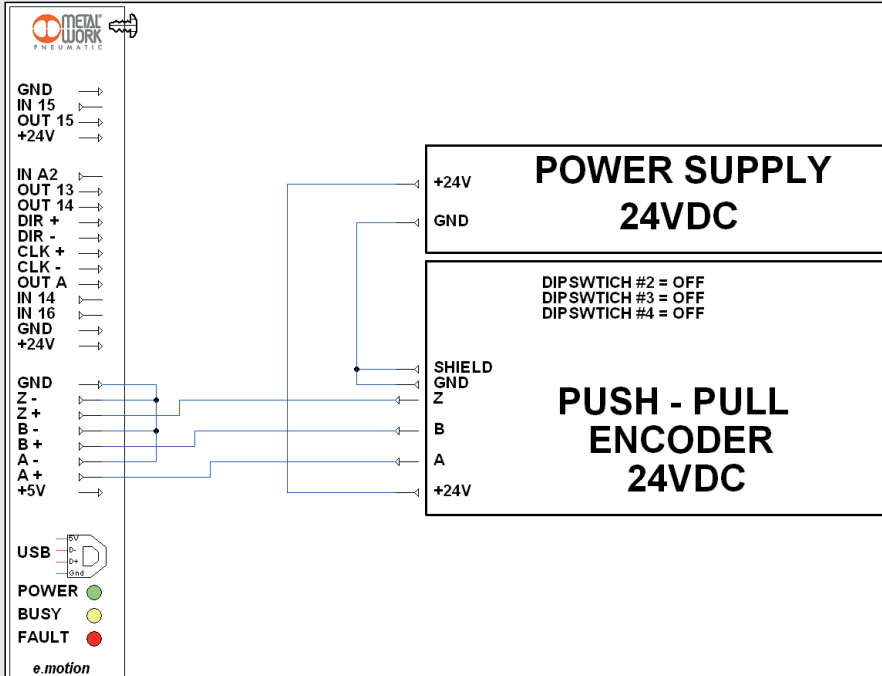 METAL
WORK
PNEUMATIC
GND
IN 15
OUT 15
+24V
IN A2
OUT 13
OUT 14
DIR +
DIR -
CLK +
CLK -
OUT A
IN 14
IN 16
GND
+24V
GND
Z -
Z +
B -
B +
A -
A +
+5V
USB
5V
D-
D+
Gnd
POWER
BUSY
FAULT
e.motion
+24V
GND
POWER SUPPLY
24VDC
DIPSWTICH #2 = OFF
DIPSWTICH #3 = OFF
DIPSWTICH #4 = OFF
SHIELD
GND
Z
B
A
+24V
PUSH - PULL
ENCODER
24VDC